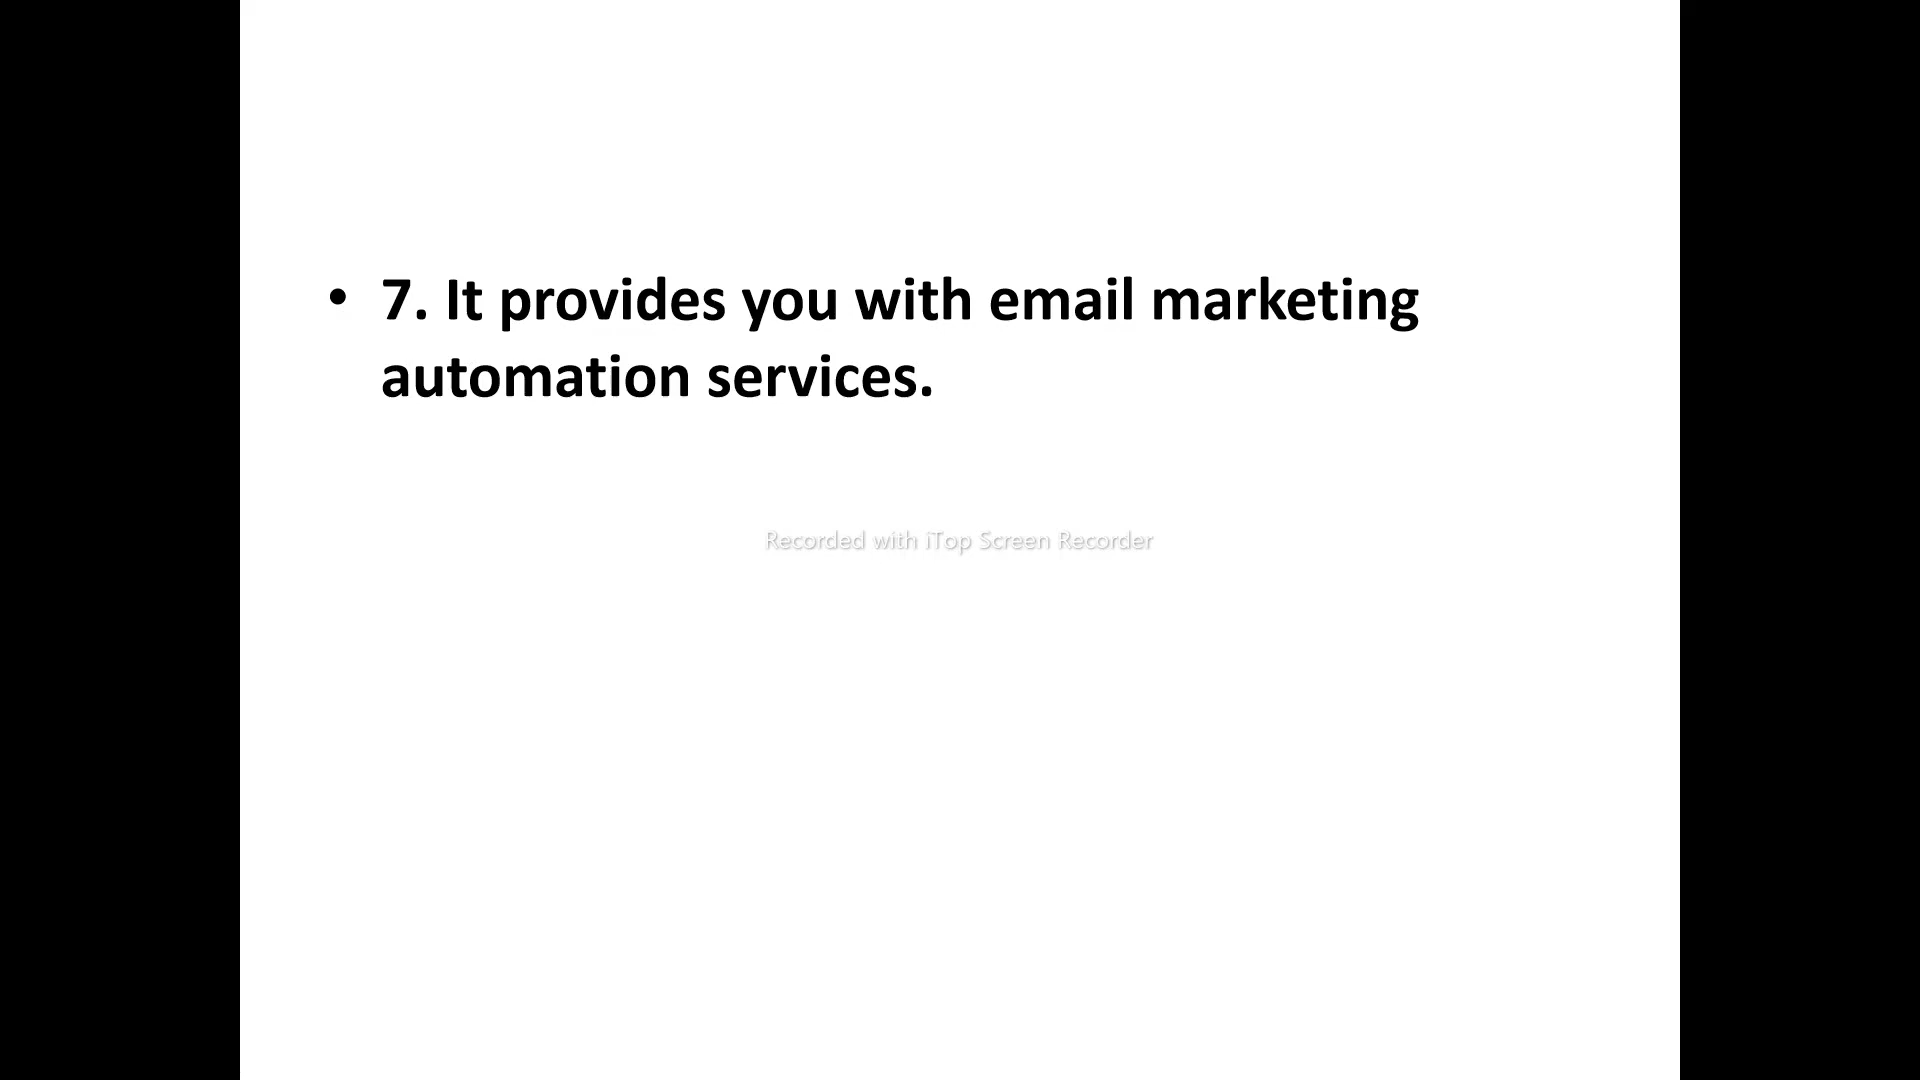 • 7. It provides you with email marketing
automation services.
Recorded with iTop Screen Recorder